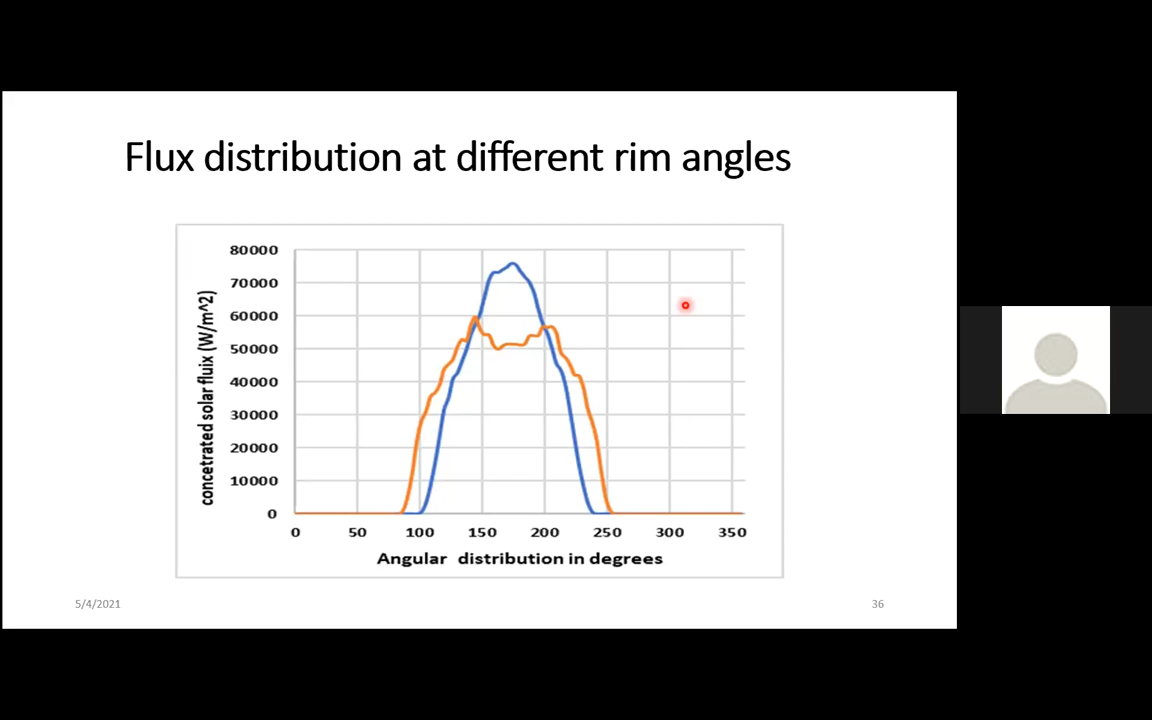 Flux distribution at different rim angles
concetrated solar fluix (W/m^2)
80000
70000
60000
50000
40000
30000
20000
10000
0
0 50 100 150 200 250 300 350
Angular distribution in degrees
5/4/2021
36